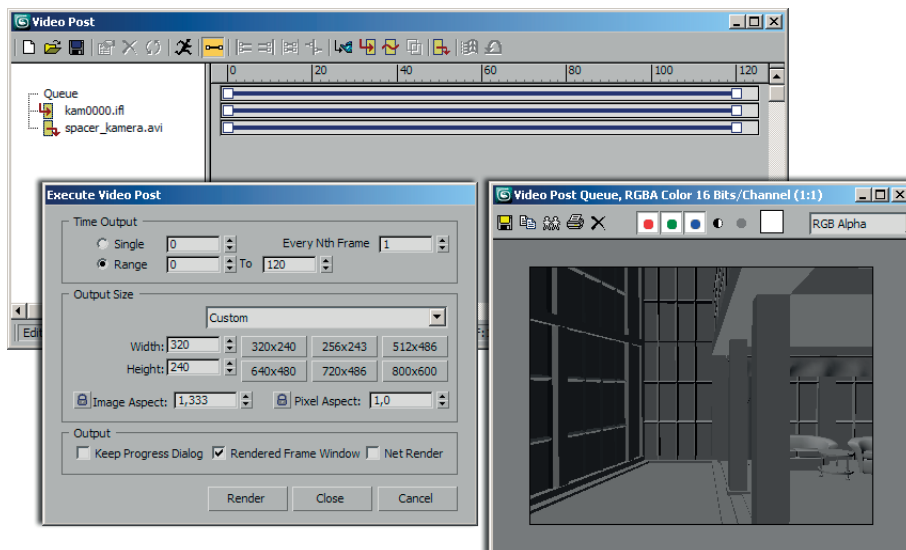 Video Post
0 20 40 60 80 100 120
Queue
kam0000.ifl
spacer_kamera.avi
Edit
Execute Video Post
Time Output
Single 0 Every Nth Frame 1
Range 0 To 120
Output Size
Custom
Width: 320 320x240 256x243 512x486
Height: 240 640x480 720x486 800x600
Image Aspect: 1,333 Pixel Aspect: 1,0
Output
Keep Progress Dialog Rendered Frame Window Net Render
Render Close Cancel
Video Post Queue, RGBA Color 16 Bits/Channel (1:1)
RGB Alpha